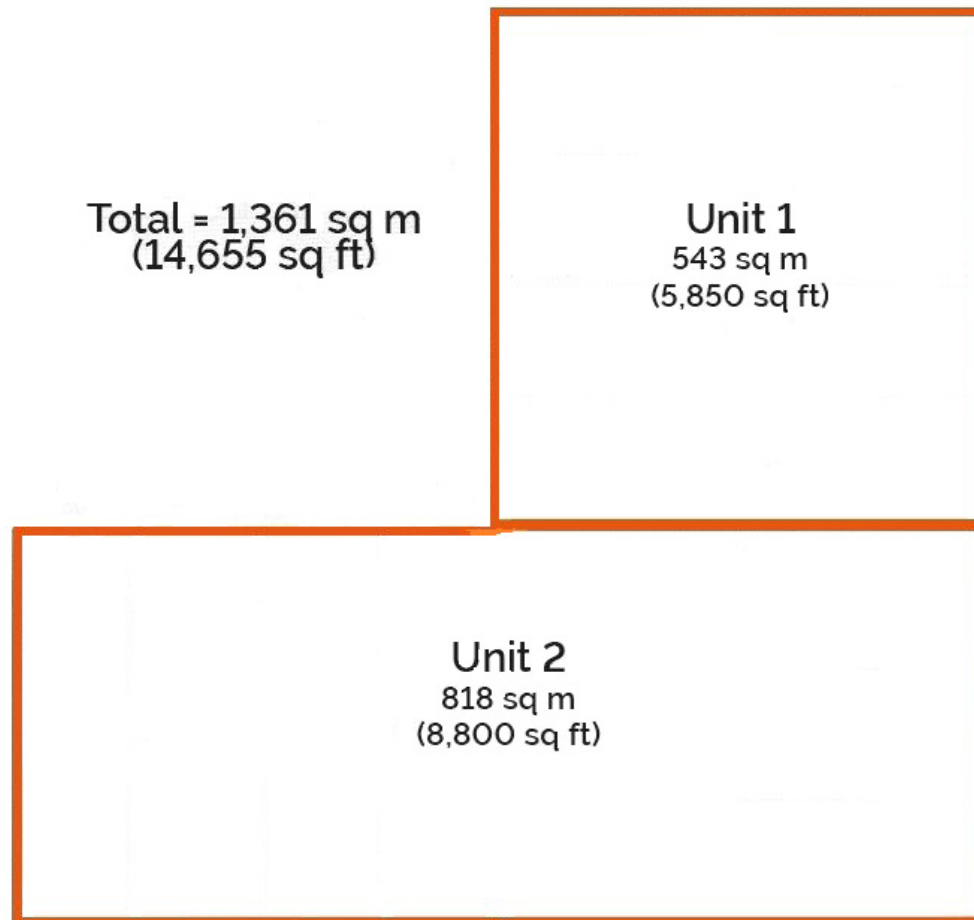 Total = 1,361 sq m
(14,655 sq ft)
Unit 1
543 sq m
(5,850 sq ft)
Unit 2
818 sq m
(8,800 sq ft)